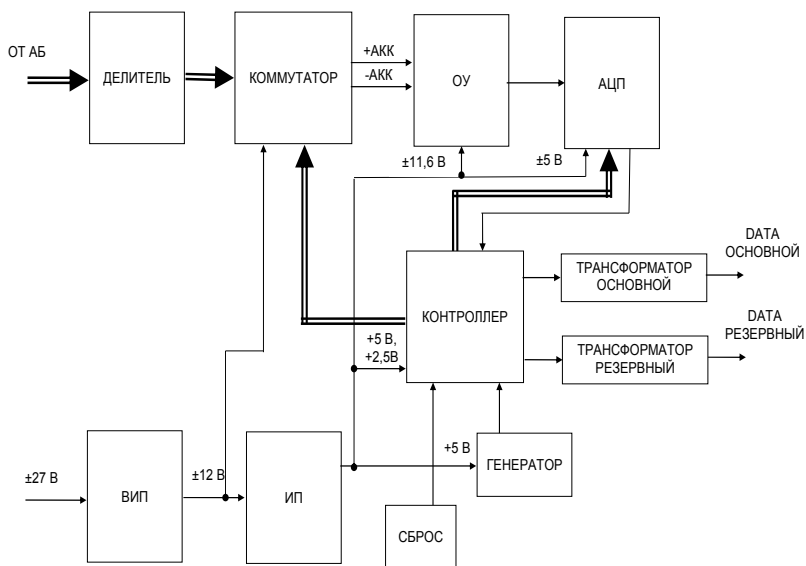 ОТ АБ
ДЕЛИТЕЛЬ
КОММУТАТОР
+АКК
-АКК
ОУ
АЦП
±11,6 В
±5 В
DATA
ОСНОВНОЙ
ТРАНСФОРМАТОР
ОСНОВНОЙ
КОНТРОЛЛЕР
DATA
РЕЗЕРВНЫЙ
+5 В,
+2,5В
ТРАНСФОРМАТОР
РЕЗЕРВНЫЙ
±27 В
ВИП
±12 В
ИП
+5 В
ГЕНЕРАТОР
СБРОС